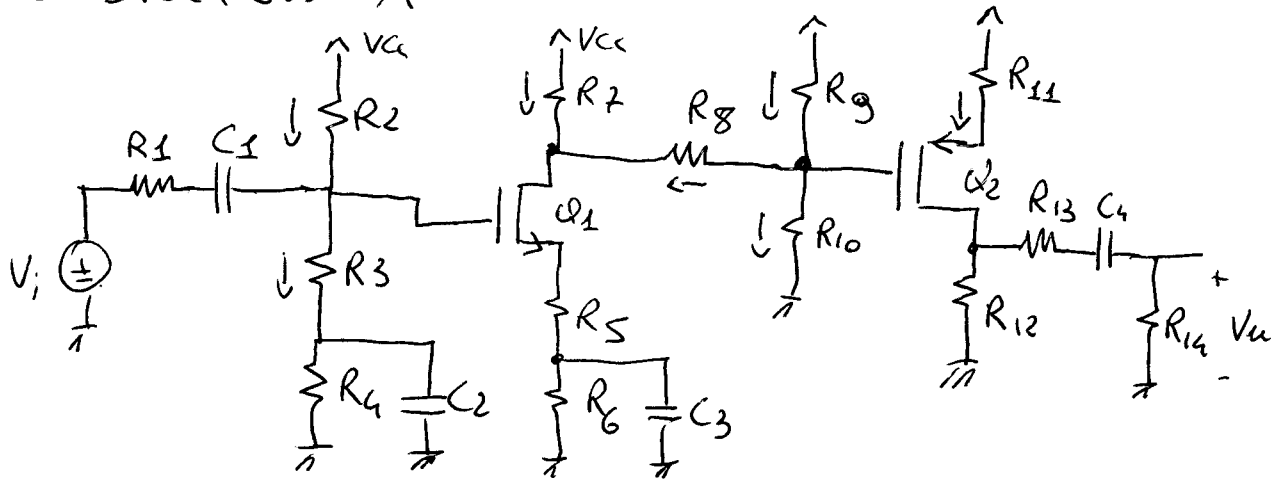 VCC
VCC
R2
R7
R9
R11
R1
C1
R8
Q1
Q2
R13
C4
Vi
R3
R10
R5
R12
R14
+
Vu
-
R4
C2
R6
C3